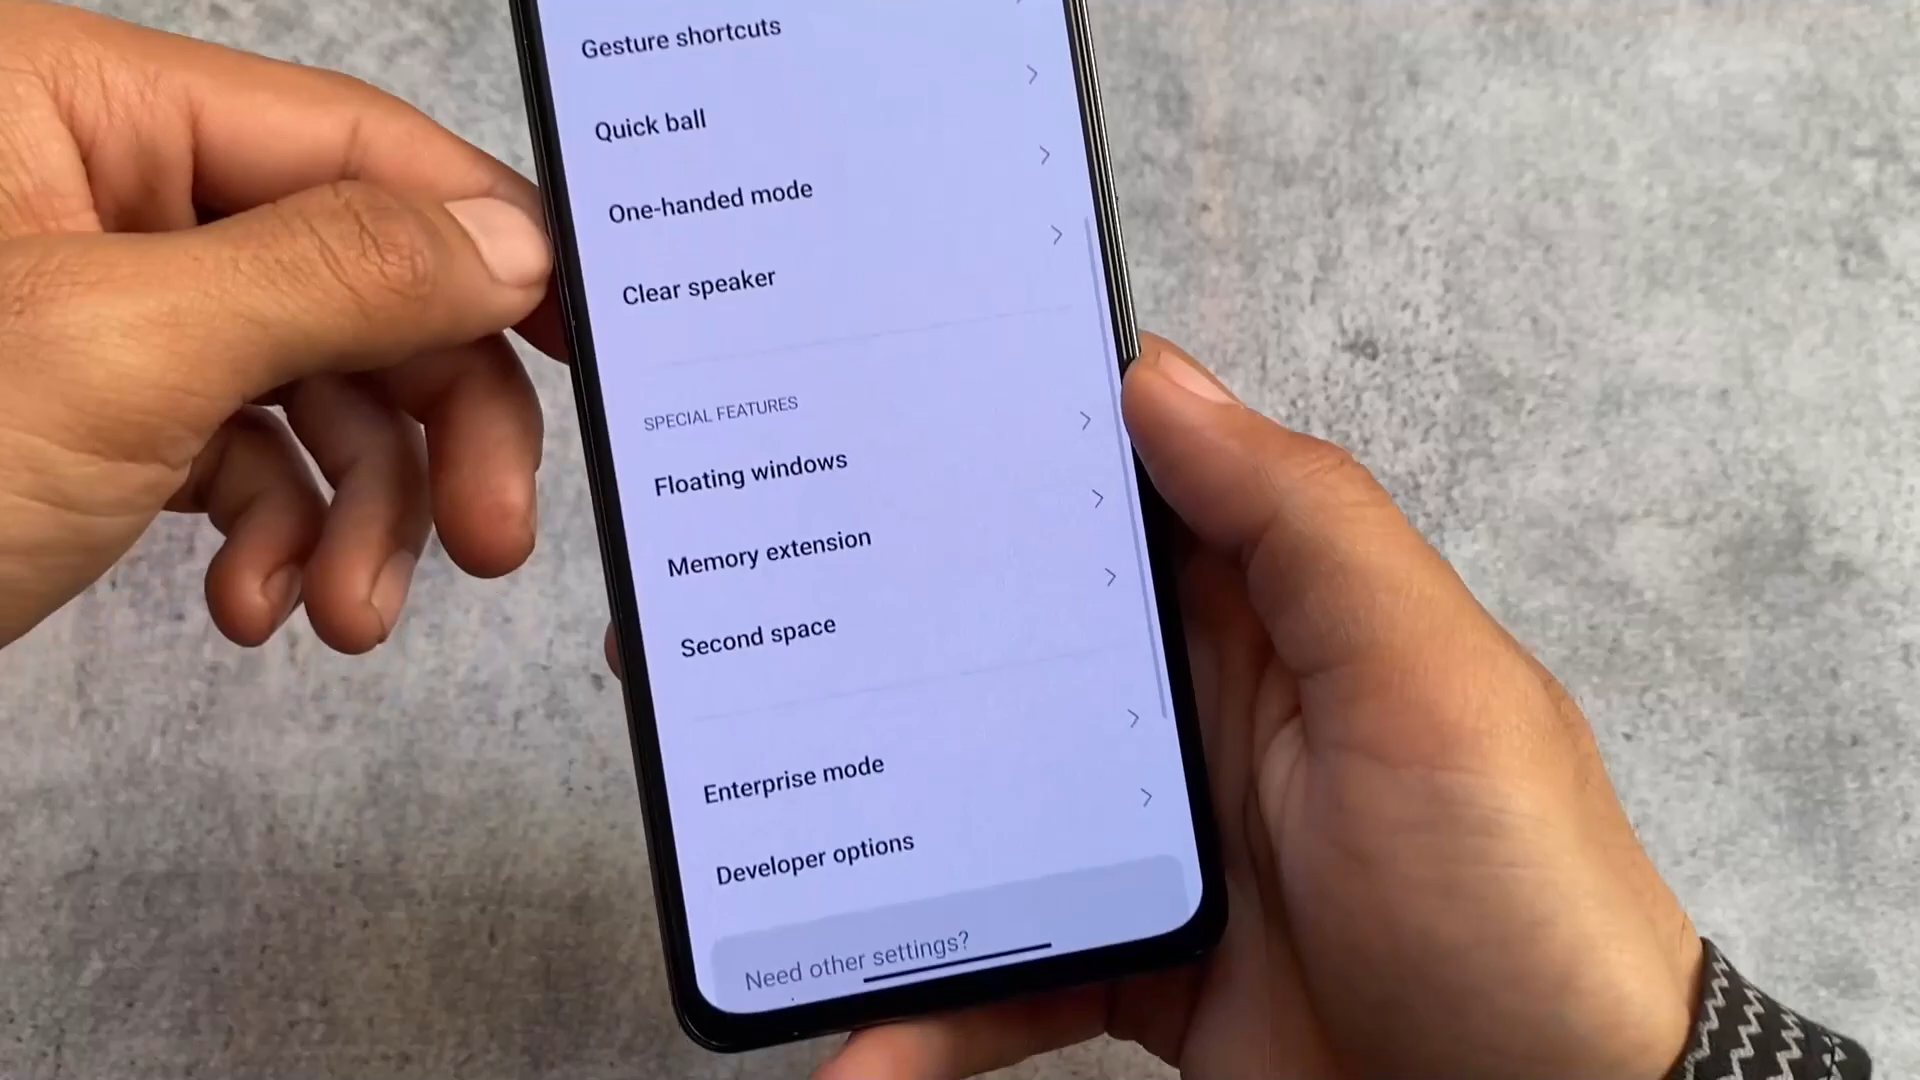 Gesture shortcuts
Quick ball
One-handed mode
Clear speaker
SPECIAL FEATURES
Floating windows
Memory extension
Second space
Enterprise mode
Developer options
Need other settings?